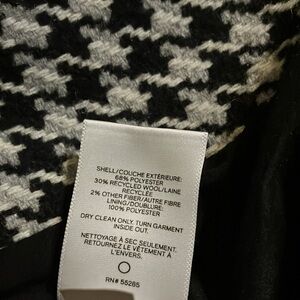 SHELL/COUCHE EXTÉRIEURE:
68% POLYESTER
30% RECYCLED WOOL/LAINE
RECYCLÉE
2% OTHER FIBER/AUTRE FIBRE
LINING/DOUBLURE:
100% POLYESTER
DRY CLEAN ONLY. TURN GARMENT
INSIDE OUT.
NETTOYAGE À SEC SEULEMENT.
RETOURNEZ LE VÊTEMENT À
L'ENVERS.
RN# 55285